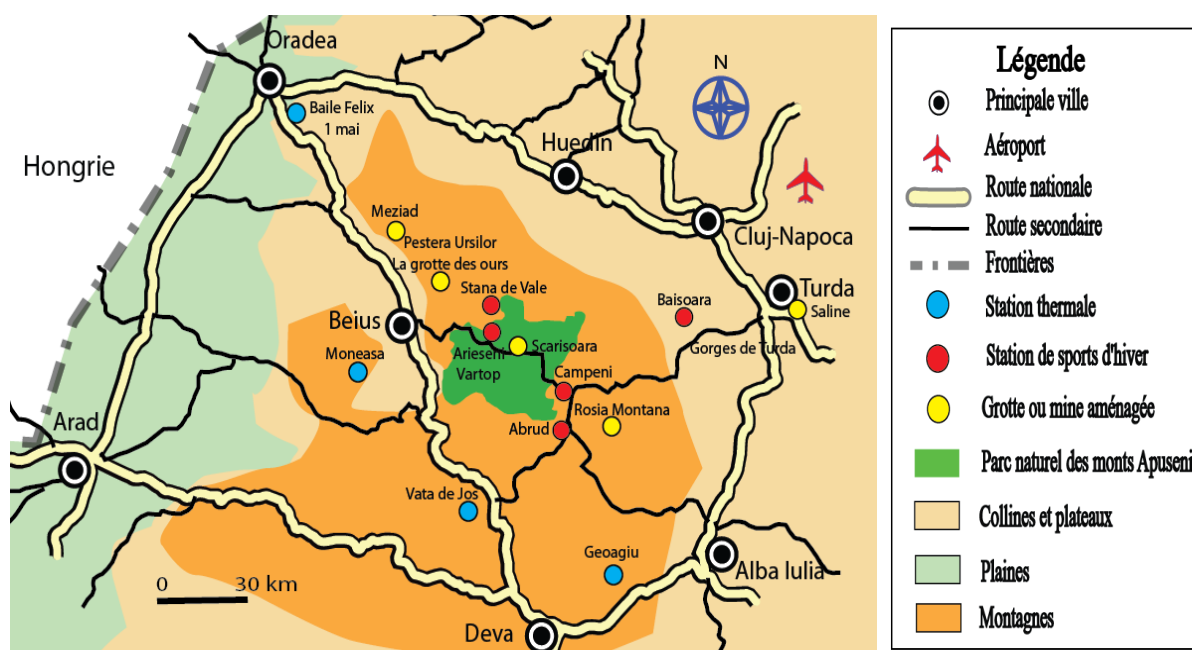 Oradea
N
Baile Felix
1 mai
Huedin
Hongrie
Meziad
Cluj-Napoca
Pestera Ursilor
La grotte des ours
Stana de Vale
Turda
Baisoara
Saline
Beius
Scarisoara
Gorges de Turda
Moneasa
Arieseni
Vartop
Campeni
Arad
Rosia Montana
Abrud
Vata de Jos
Geoagiu
Alba Iulia
0 30 km
Deva
Légende
Principale ville
Aéroport
Route nationale
Route secondaire
Frontières
Station thermale
Station de sports d'hiver
Grotte ou mine aménagée
Parc naturel des monts Apuseni
Collines et plateaux
Plaines
Montagnes